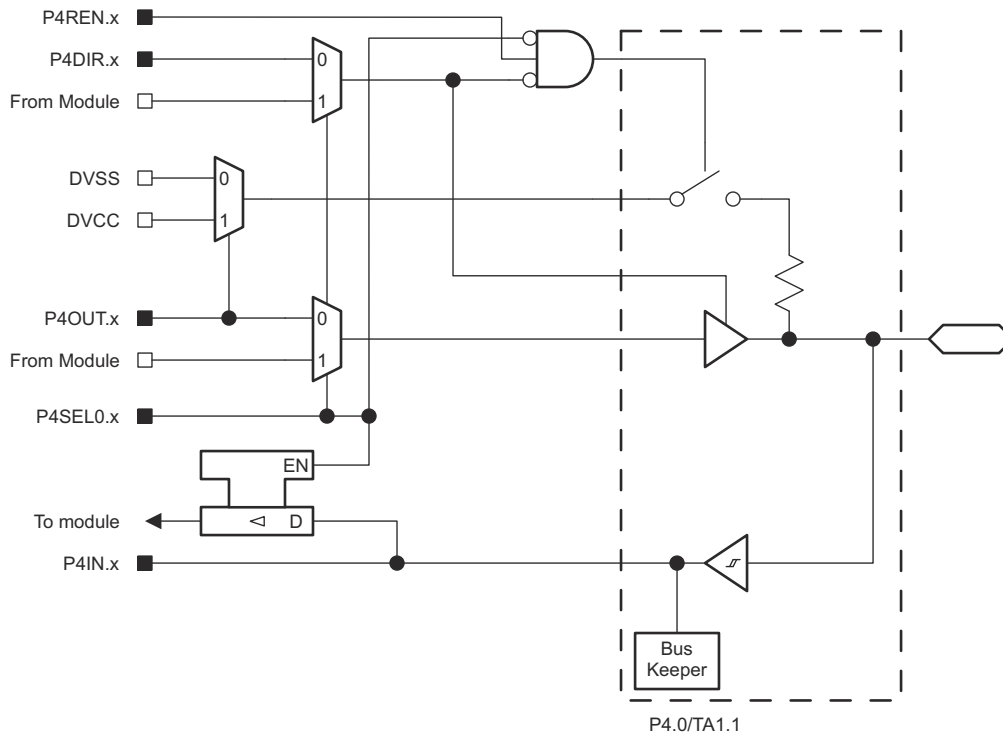 P4REN.x
P4DIR.x
0
From Module
1
DVSS
0
DVCC
1
P4OUT.x
0
From Module
1
P4SEL0.x
EN
To module
D
P4IN.x
Bus
Keeper
P4.0/TA1.1